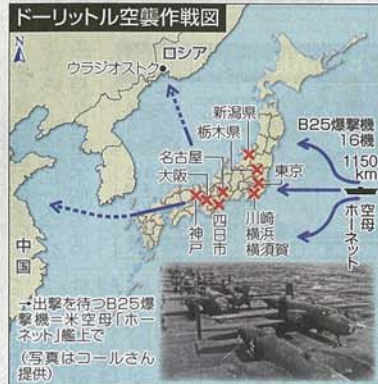 ドーリットル空襲作戦図
N
ロシア
ウラジオストク
新潟県
栃木県
B25爆撃機
16機
1150
km
名古屋
大阪
東京
神戸
四日市
川崎
横浜
横須賀
空母
ホーネット
中国
→出撃を待つB25爆
撃機＝米空母「ホー
ネット」艦上で
(写真はコールさん
提供)